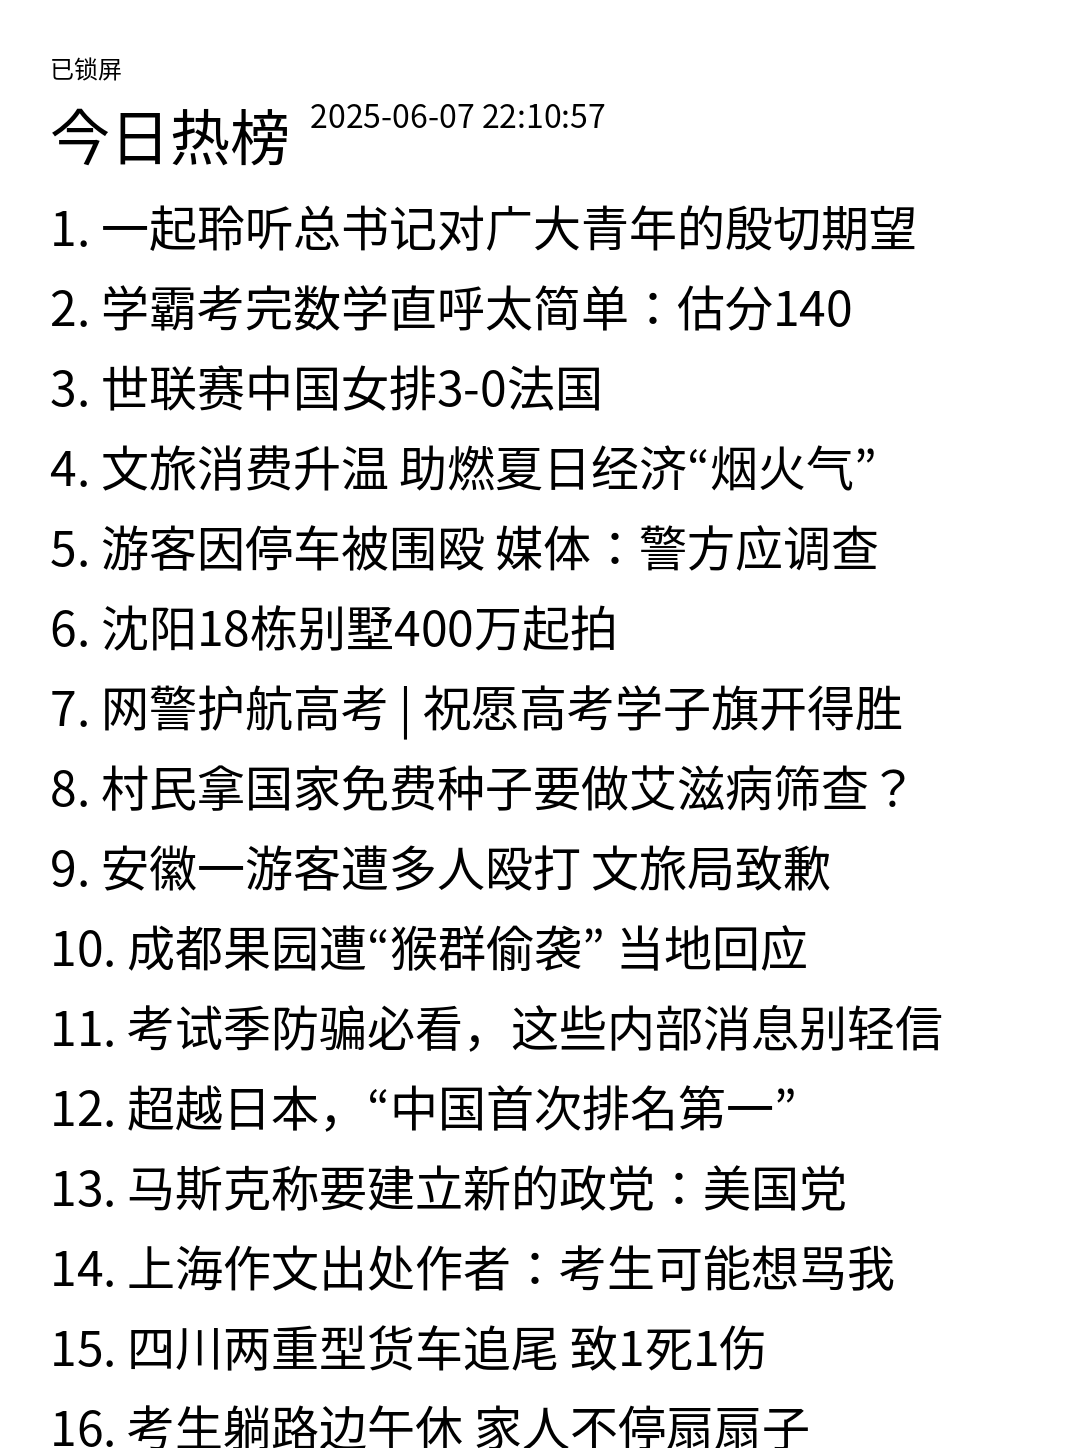 已锁屏
今日热榜 2025-06-07 22:10:57
1. 一起聆听总书记对广大青年的殷切期望
2. 学霸考完数学直呼太简单：估分140
3. 世联赛中国女排3-0法国
4. 文旅消费升温 助燃夏日经济“烟火气”
5. 游客因停车被围殴 媒体：警方应调查
6. 沈阳18栋别墅400万起拍
7. 网警护航高考 | 祝愿高考学子旗开得胜
8. 村民拿国家免费种子要做艾滋病筛查？
9. 安徽一游客遭多人殴打 文旅局致歉
10. 成都果园遭“猴群偷袭” 当地回应
11. 考试季防骗必看，这些内部消息别轻信
12. 超越日本，“中国首次排名第一”
13. 马斯克称要建立新的政党：美国党
14. 上海作文出处作者：考生可能想骂我
15. 四川两重型货车追尾 致1死1伤
16. 考生躺路边午休 家人不停扇扇子